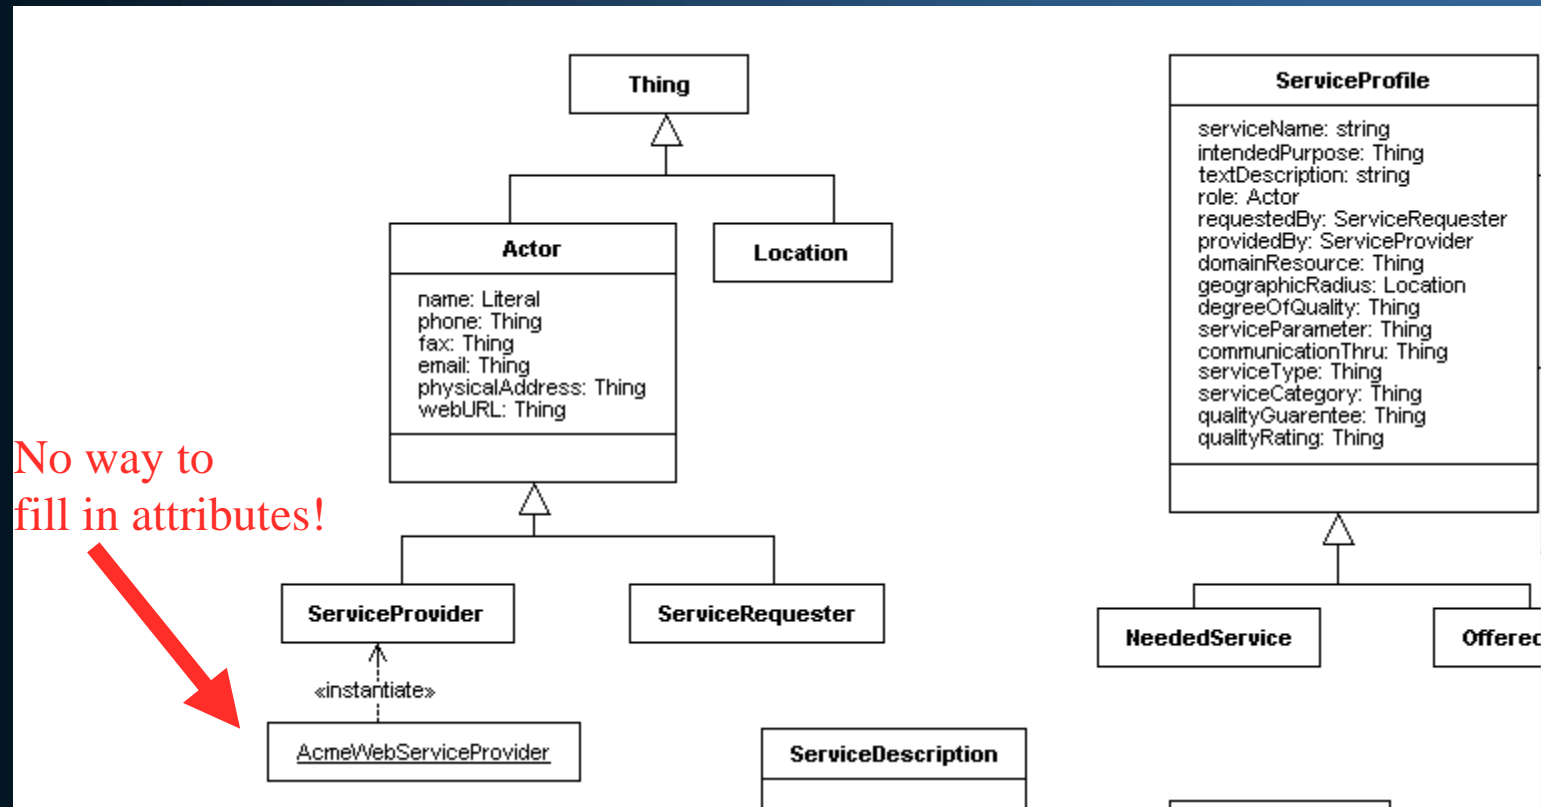 Thing
Actor
name: Literal
phone: Thing
fax: Thing
email: Thing
physicalAddress: Thing
webURL: Thing
Location
No way to
fill in attributes!
ServiceProvider
ServiceRequester
«instantiate»
AcmeWebServiceProvider
ServiceDescription
ServiceProfile
serviceName: string
intendedPurpose: Thing
textDescription: string
role: Actor
requestedBy: ServiceRequester
providedBy: ServiceProvider
domainResource: Thing
geographicRadius: Location
degreeOfQuality: Thing
serviceParameter: Thing
communicationThru: Thing
serviceType: Thing
serviceCategory: Thing
qualityGuarentee: Thing
qualityRating: Thing
NeededService
Offered